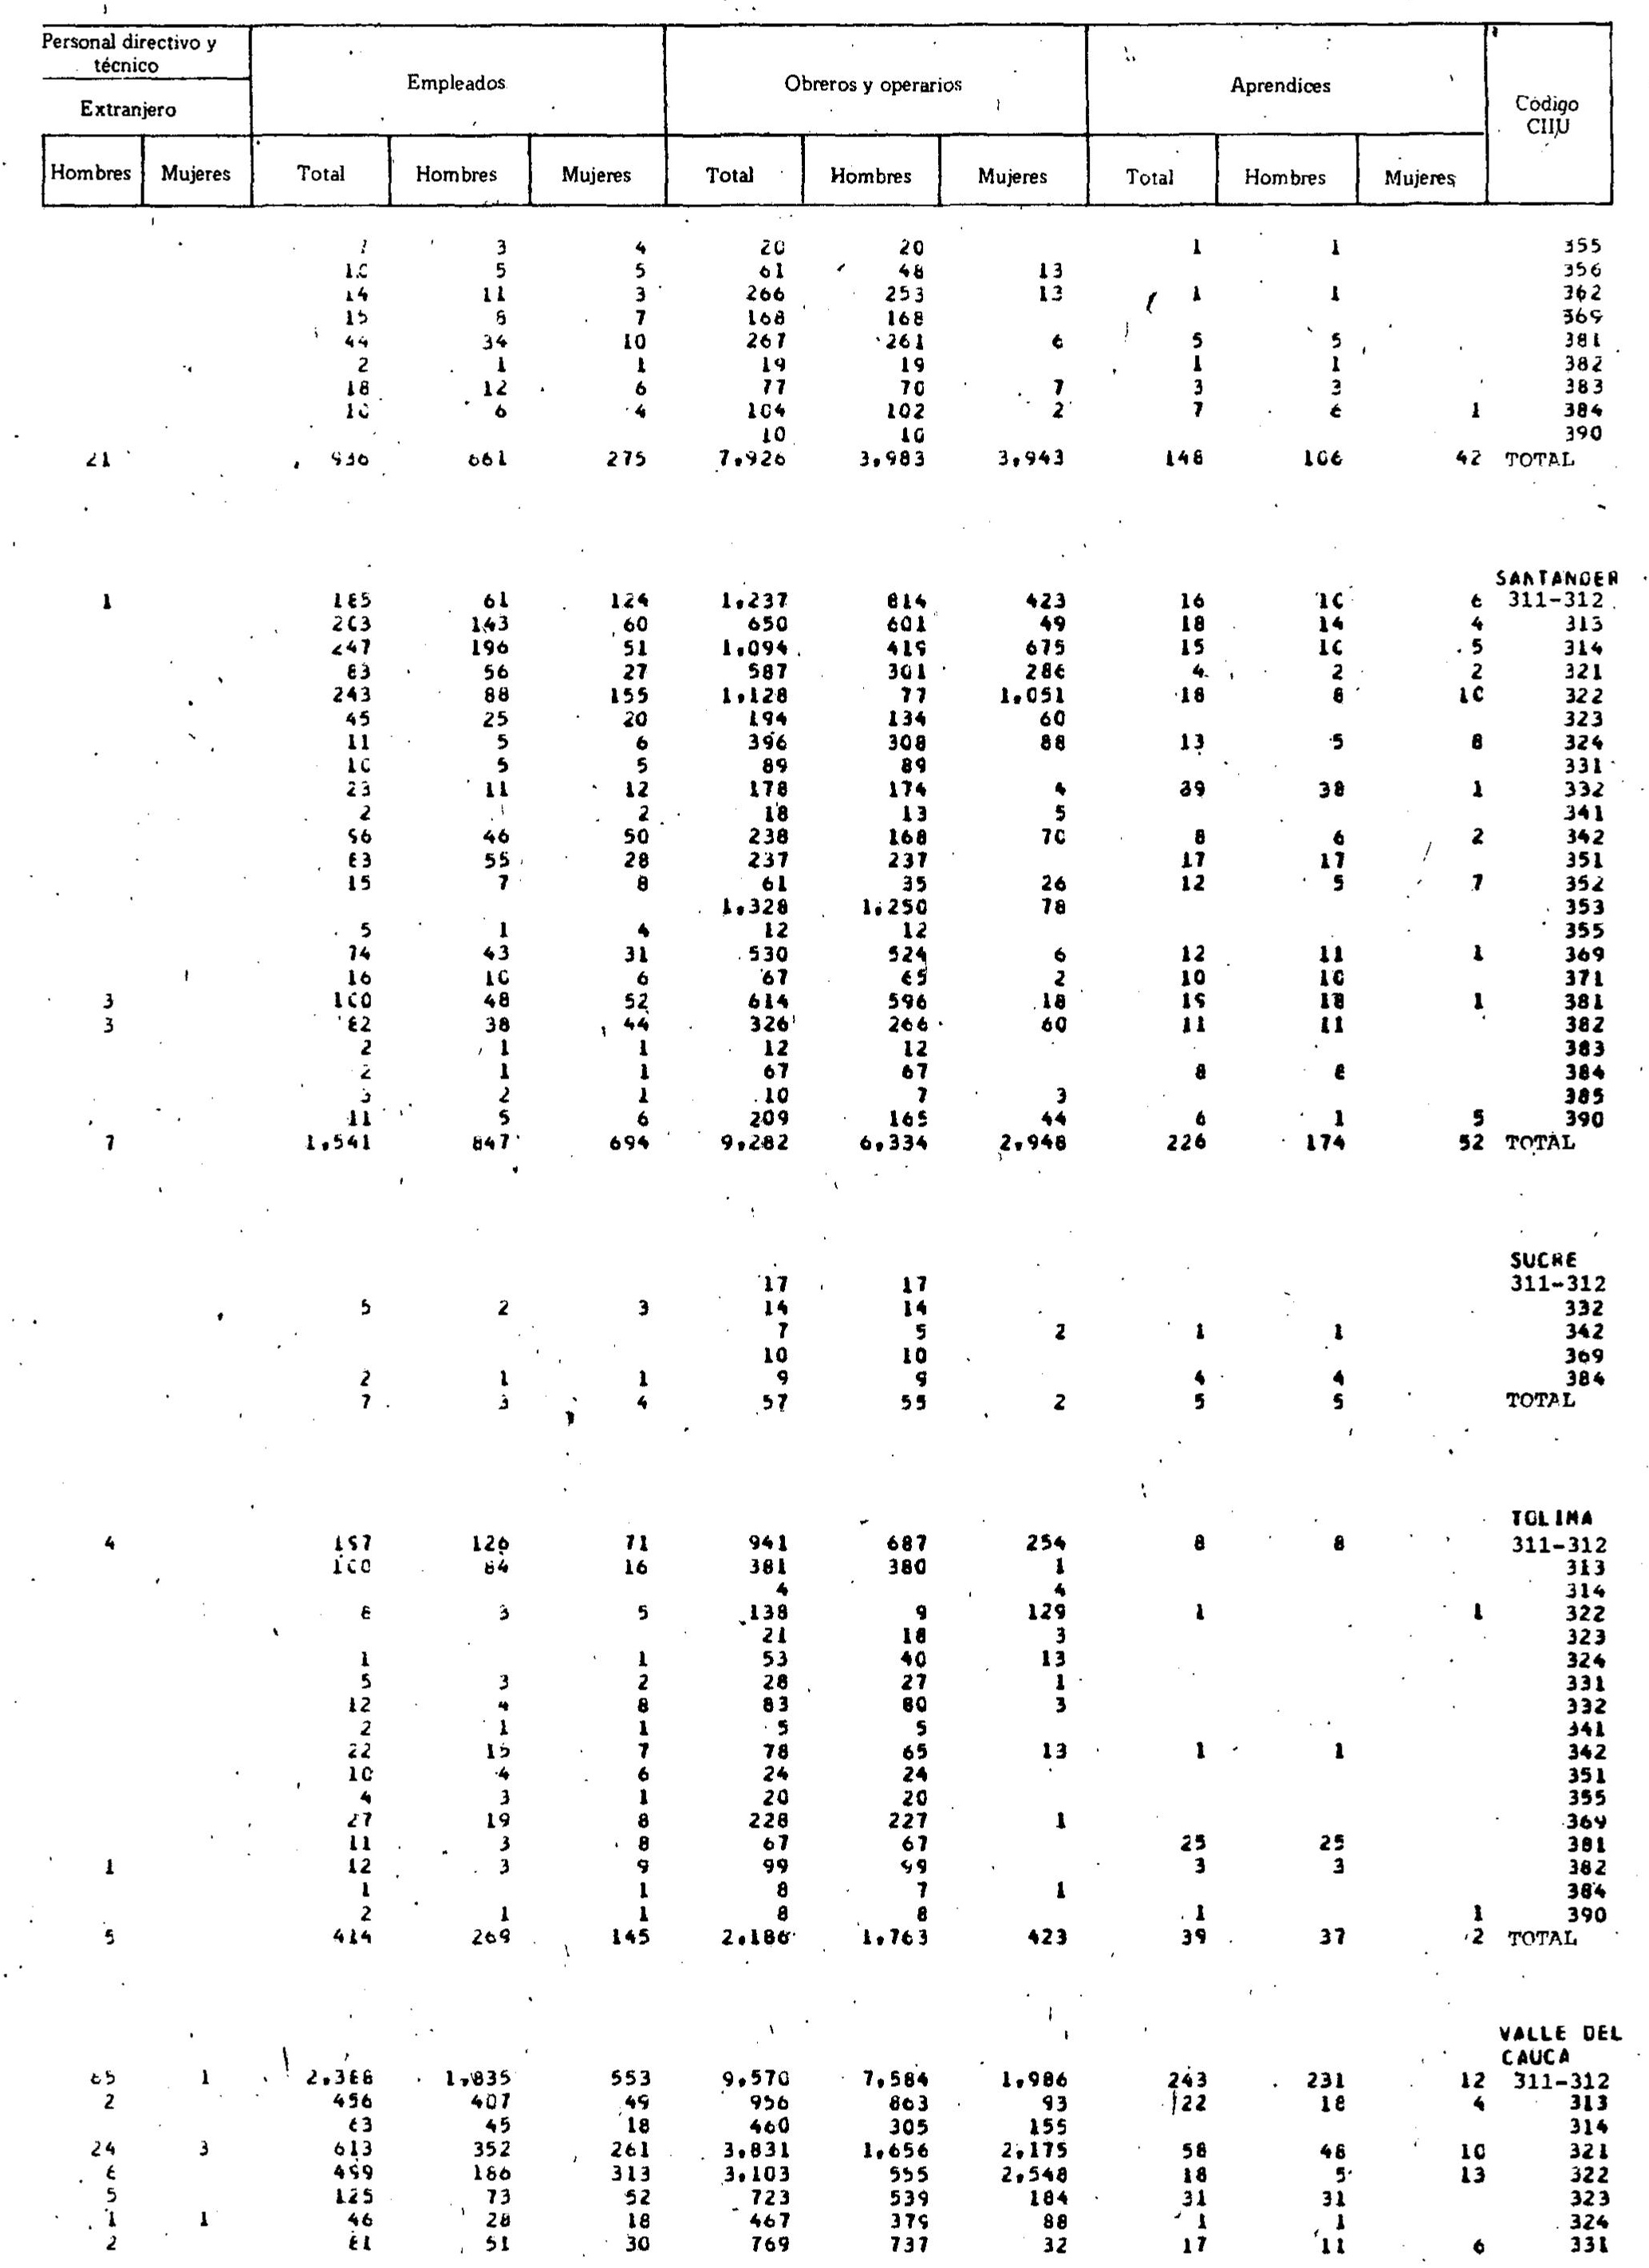 Personal directivo y
técnico
Extranjero
Empleados
Obreros y operarios
Aprendices
Código
CIIU
Hombres Mujeres Total Hombres Mujeres Total Hombres Mujeres Total Hombres Mujeres
7 3 4 20 20 1 1 355
10 5 5 61 48 13 356
14 11 3 266 253 13 1 1 362
15 8 7 168 168 369
44 34 10 267 261 6 5 5 381
2 1 1 19 19 1 1 382
18 12 6 77 70 7 3 3 383
10 6 4 104 102 2 7 6 1 384
10 10 390
21 936 661 275 7,926 3,983 3,943 148 106 42 TOTAL
SANTANDER
1 185 61 124 1,237 814 423 16 10 6 311-312
203 143 60 650 601 49 18 14 4 313
247 196 51 1,094 419 675 15 10 5 314
83 56 27 587 301 286 4 2 2 321
243 88 155 1,128 77 1,051 18 8 10 322
45 25 20 194 134 60 323
11 5 6 396 308 88 13 5 8 324
10 5 5 89 89 331
23 11 12 178 174 4 39 38 1 332
2 2 18 13 5 341
96 46 50 238 168 70 8 6 2 342
83 55 28 237 237 17 17 351
15 7 8 61 35 26 12 5 7 352
1,328 1,250 78 353
5 1 4 12 12 355
74 43 31 530 524 6 12 11 1 369
16 10 6 67 65 2 10 10 371
3 100 48 52 614 596 18 19 18 1 381
3 82 38 44 326 266 60 11 11 382
2 1 1 12 12 383
2 1 1 67 67 8 8 384
3 2 1 10 7 3 385
11 5 6 209 165 44 6 1 5 390
7 1,541 847 694 9,282 6,334 2,948 226 174 52 TOTAL
SUCRE
17 17 311-312
5 2 3 14 14 332
7 5 2 1 1 342
10 10 369
2 1 1 9 9 4 4 384
7 3 4 57 55 2 5 5 TOTAL
TOLIMA
4 197 126 71 941 687 254 8 8 311-312
100 84 16 381 380 1 313
4 4 314
8 3 5 138 9 129 1 1 322
21 18 3 323
1 1 53 40 13 324
5 3 2 28 27 1 331
12 4 8 83 80 3 332
2 1 1 5 5 341
22 15 7 78 65 13 1 1 342
10 4 6 24 24 351
4 3 1 20 20 355
27 19 8 228 227 1 369
11 3 8 67 67 25 25 381
1 12 3 9 99 99 3 3 382
1 1 8 7 1 384
2 1 1 8 8 1 1 390
5 414 269 145 2,186 1,763 423 39 37 2 TOTAL
VALLE DEL
CAUCA
65 1 2,388 1,835 553 9,570 7,584 1,986 243 231 12 311-312
2 456 407 49 956 863 93 22 18 4 313
63 45 18 460 305 155 314
24 3 613 352 261 3,831 1,656 2,175 58 48 10 321
6 499 186 313 3,103 555 2,548 18 5 13 322
5 125 73 52 723 539 184 31 31 323
1 1 46 28 18 467 379 88 1 1 324
2 81 51 30 769 737 32 17 11 6 331